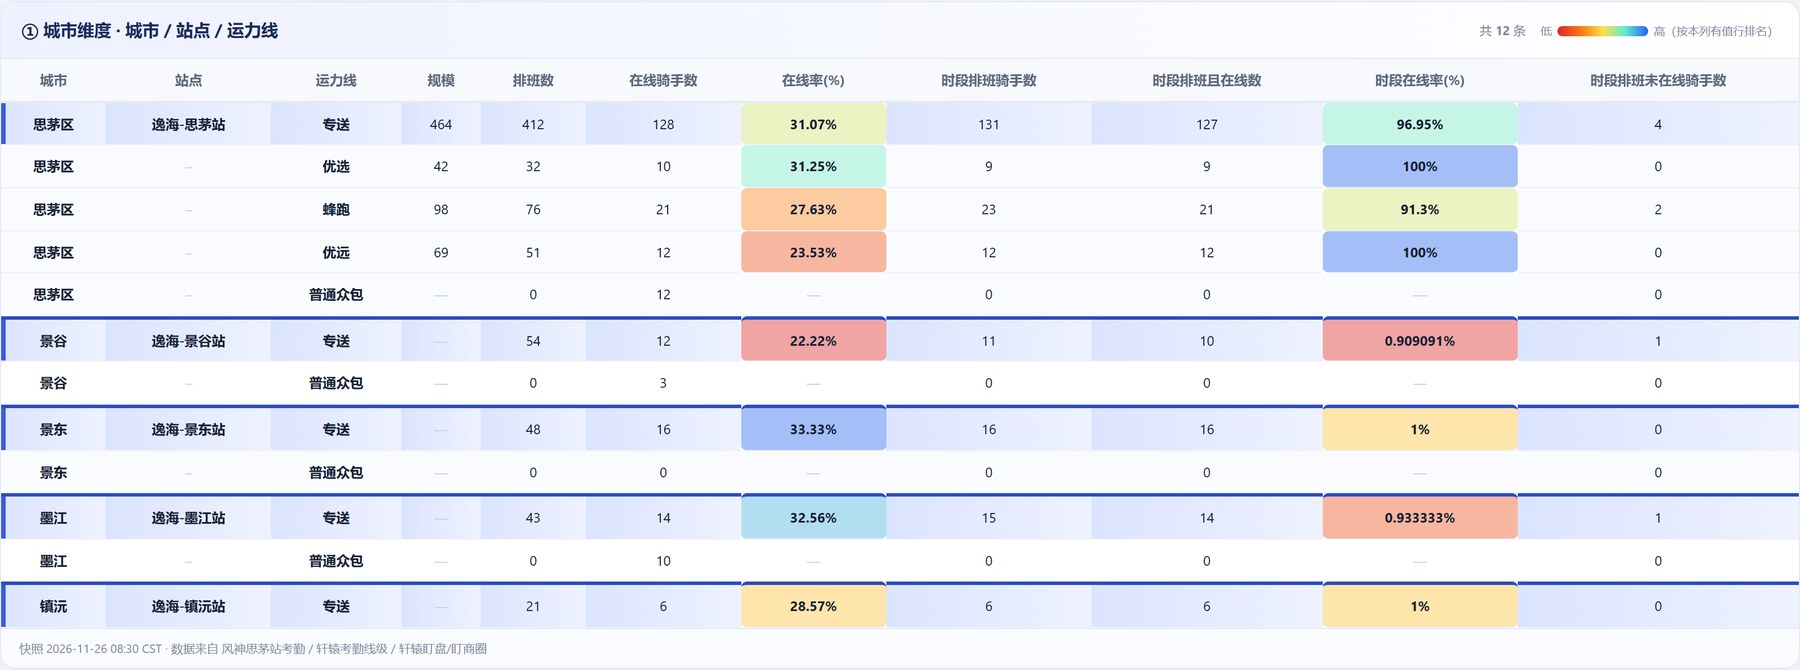 ① 城市维度 · 城市 / 站点 / 运力线
共 12 条 低 高 (按本列有值行排名)
城市 站点 运力线 规模 排班数 在线骑手数 在线率(%) 时段排班骑手数 时段排班且在线数 时段在线率(%) 时段排班未在线骑手数
思茅区 逸海-思茅站 专送 464 412 128 31.07% 131 127 96.95% 4
思茅区 – 优选 42 32 10 31.25% 9 9 100% 0
思茅区 – 蜂跑 98 76 21 27.63% 23 21 91.3% 2
思茅区 – 优远 69 51 12 23.53% 12 12 100% 0
思茅区 – 普通众包 — 0 12 — 0 0 — 0
景谷 逸海-景谷站 专送 — 54 12 22.22% 11 10 0.909091% 1
景谷 – 普通众包 — 0 3 — 0 0 — 0
景东 逸海-景东站 专送 — 48 16 33.33% 16 16 1% 0
景东 – 普通众包 — 0 0 — 0 0 — 0
墨江 逸海-墨江站 专送 — 43 14 32.56% 15 14 0.933333% 1
墨江 – 普通众包 — 0 10 — 0 0 — 0
镇沅 逸海-镇沅站 专送 — 21 6 28.57% 6 6 1% 0
快照 2026-11-26 08:30 CST · 数据来自 风神思茅站考勤 / 轩辕考勤线级 / 轩辕盯盘/盯商圈